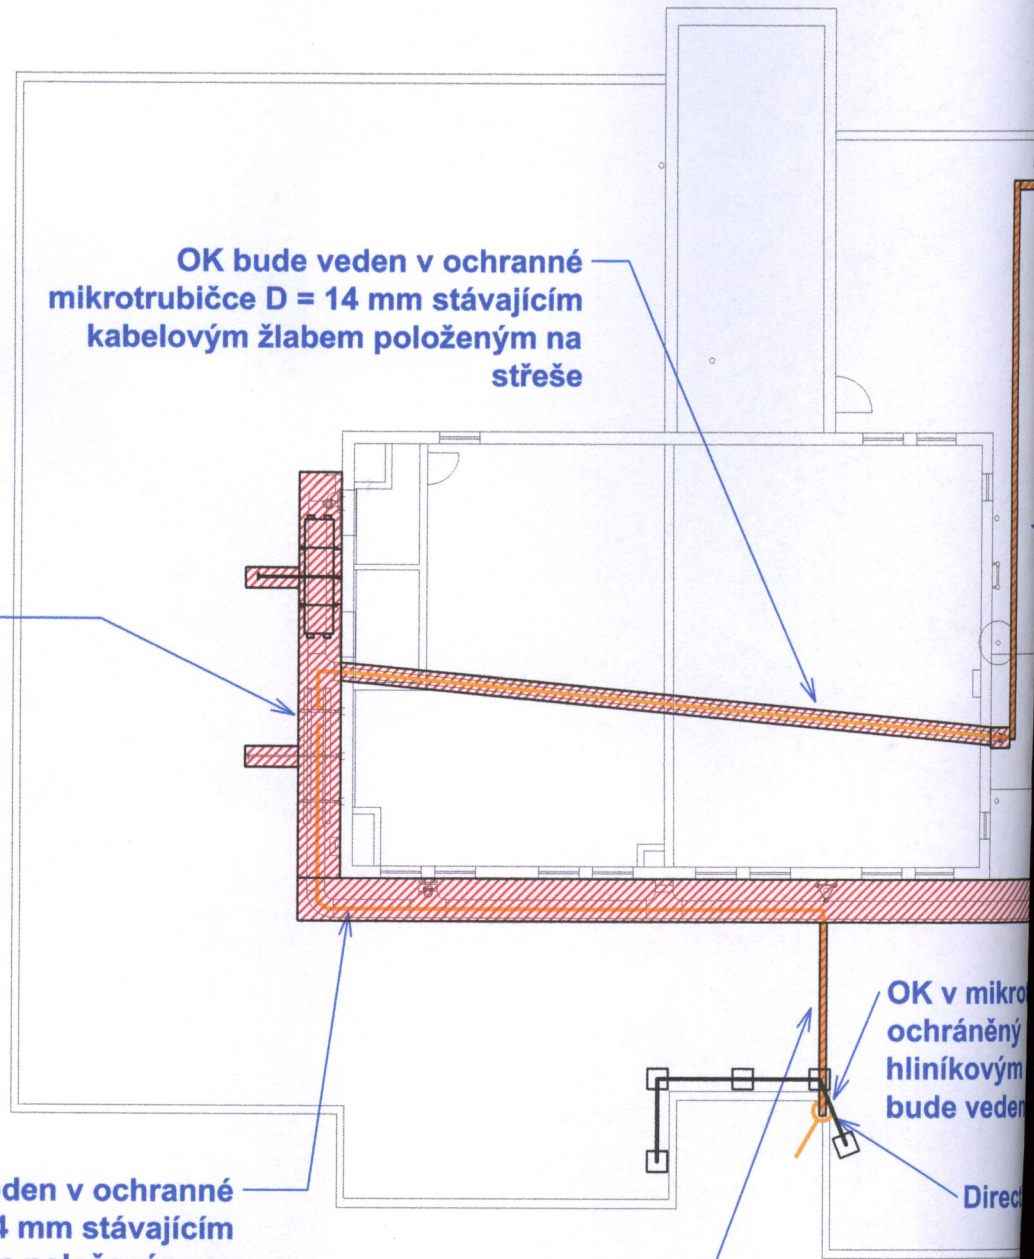 OK bude veden v ochranné
mikrotrubičce D = 14 mm stávajícím
kabelovým žlabem položeným na
střeše
OK v mikro
ochráněný
hliníkovým
bude veden
Direct
den v ochranné
4 mm stávajícím